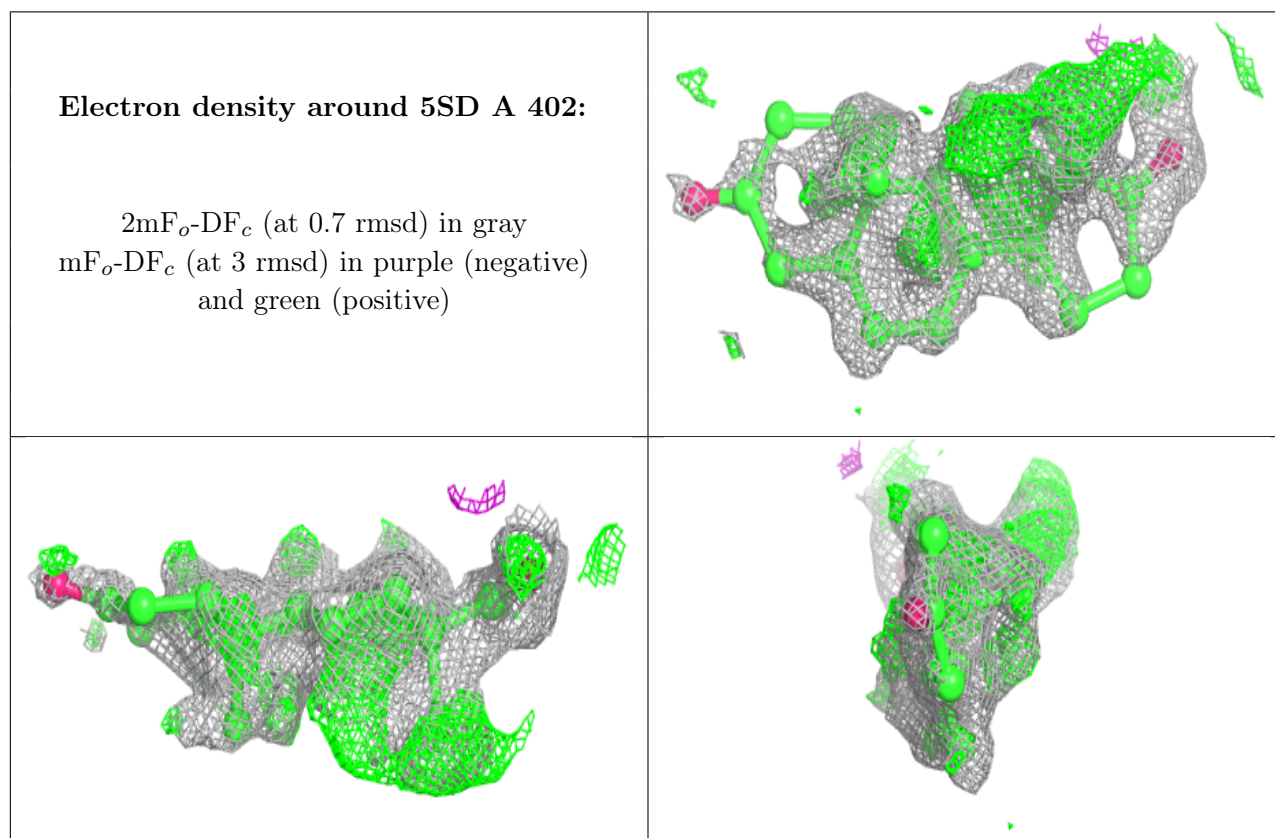 Electron density around 5SD A 402:
2mFo-DFc (at 0.7 rmsd) in gray
mFo-DFc (at 3 rmsd) in purple (negative)
and green (positive)